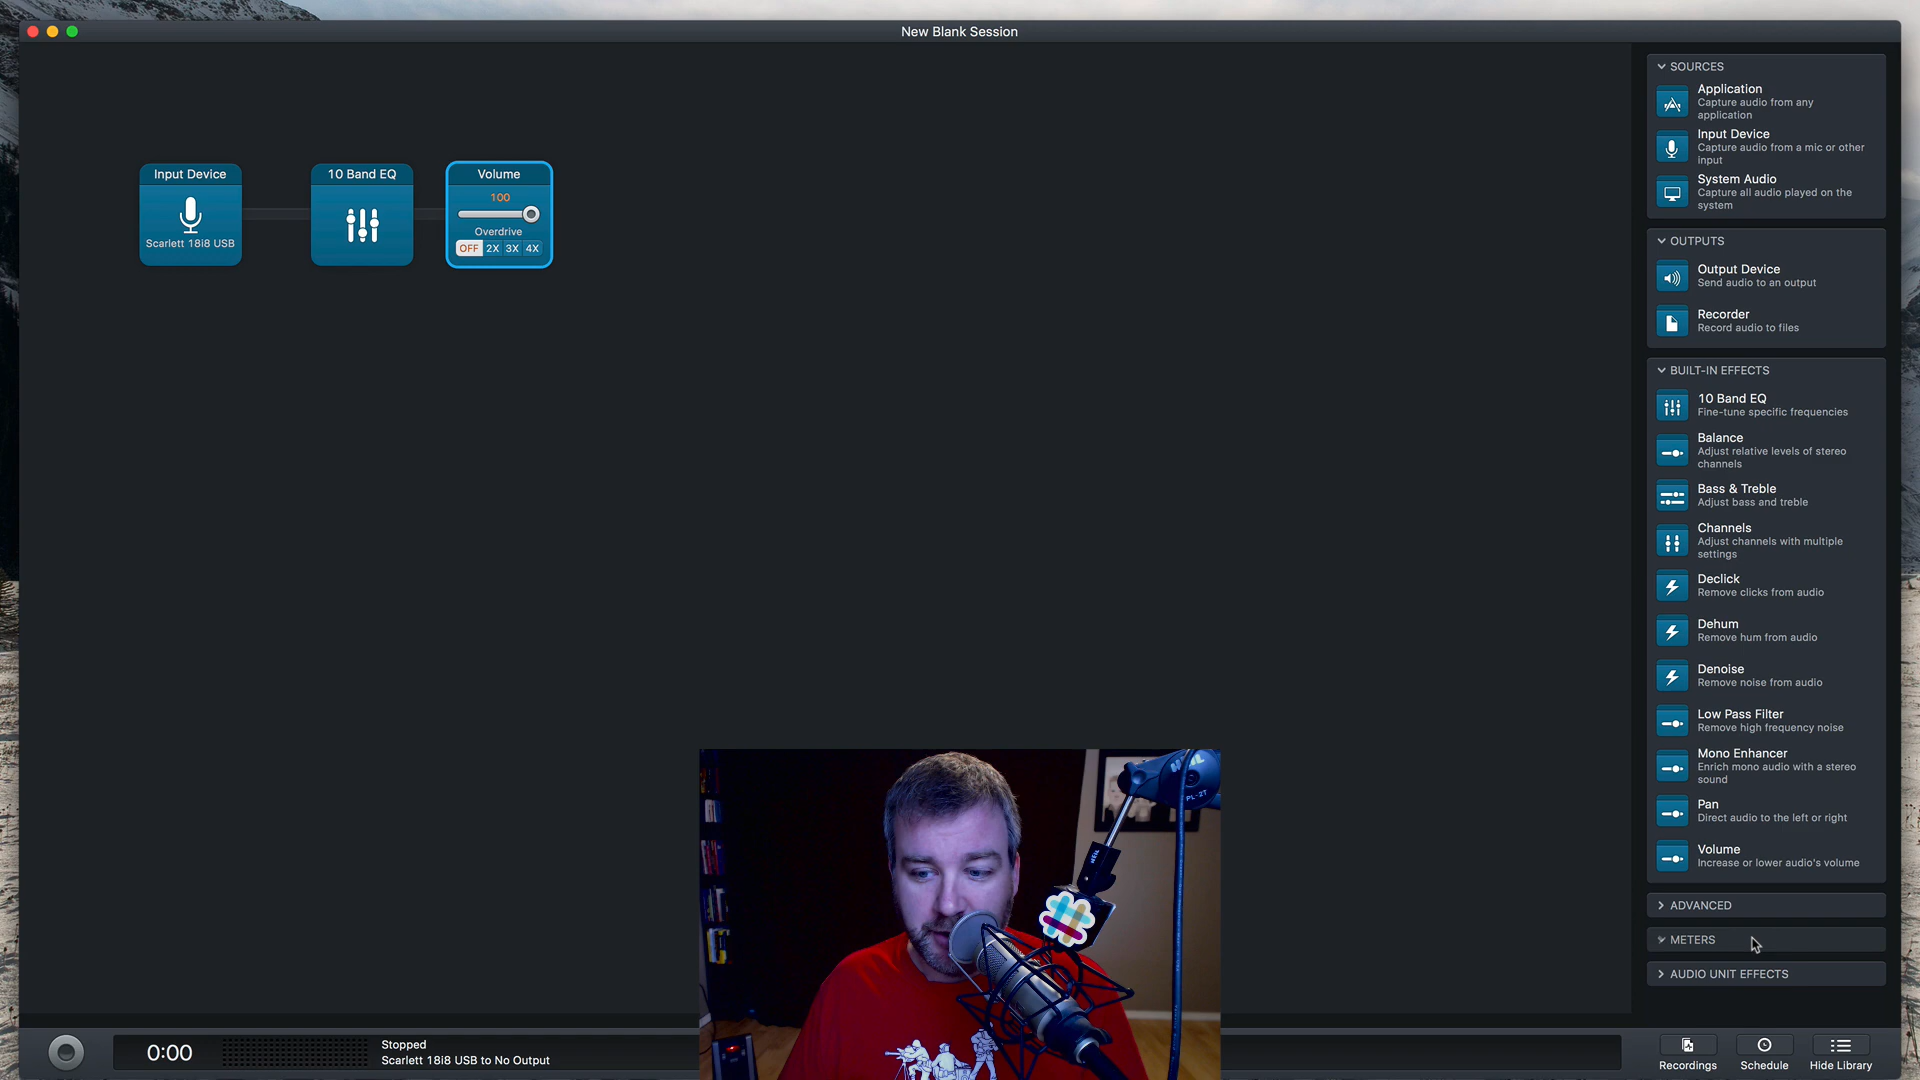 New Blank Session
Input Device
Scarlett 18i8 USB
10 Band EQ
Volume
100
Overdrive
OFF 2X 3X 4X
SOURCES
Application
Capture audio from any
application
Input Device
Capture audio from a mic or other
input
System Audio
Capture all audio played on the
system
OUTPUTS
Output Device
Send audio to an output
Recorder
Record audio to files
BUILT-IN EFFECTS
10 Band EQ
Fine-tune specific frequencies
Balance
Adjust relative levels of stereo
channels
Bass & Treble
Adjust bass and treble
Channels
Adjust channels with multiple
settings
Declick
Remove clicks from audio
Dehum
Remove hum from audio
Denoise
Remove noise from audio
Low Pass Filter
Remove high frequency noise
Mono Enhancer
Enrich mono audio with a stereo
sound
Pan
Direct audio to the left or right
Volume
Increase or lower audio's volume
ADVANCED
METERS
AUDIO UNIT EFFECTS
PL-2T
0:00
Stopped
Scarlett 18i8 USB to No Output
Recordings
Schedule
Hide Library